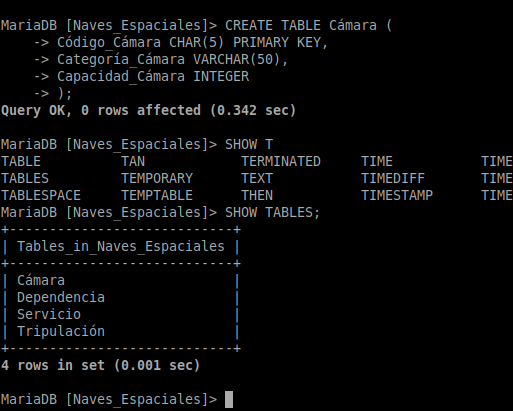 MariaDB [Naves_Espaciales]> CREATE TABLE Cámara (
    -> Código_Cámara CHAR(5) PRIMARY KEY,
    -> Categoría_Cámara VARCHAR(50),
    -> Capacidad_Cámara INTEGER
    -> );
Query OK, 0 rows affected (0.342 sec)

MariaDB [Naves_Espaciales]> SHOW T
TABLE          TAN            TERMINATED     TIME           TIME
TABLES         TEMPORARY      TEXT           TIMEDIFF       TIME
TABLESPACE     TEMPTABLE      THEN           TIMESTAMP      TIME
MariaDB [Naves_Espaciales]> SHOW TABLES;
+----------------------------+
| Tables_in_Naves_Espaciales |
+----------------------------+
| Cámara                     |
| Dependencia                |
| Servicio                   |
| Tripulación                |
+----------------------------+
4 rows in set (0.001 sec)

MariaDB [Naves_Espaciales]>